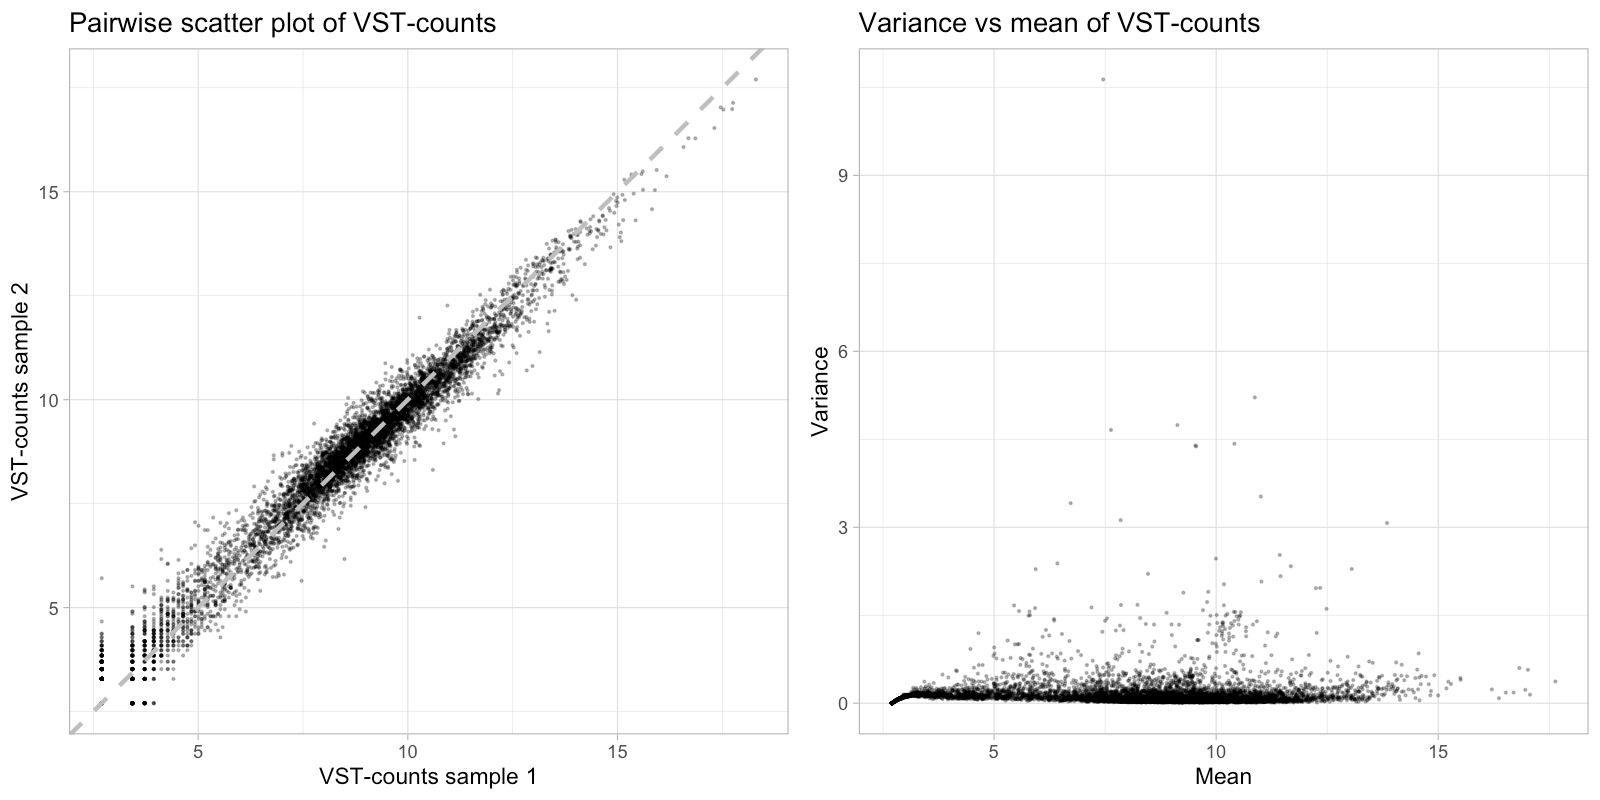 Pairwise scatter plot of VST-counts
VST-counts sample 2
15
10
5
5
10
15
VST-counts sample 1
Variance vs mean of VST-counts
Variance
9
6
3
0
5
10
15
Mean